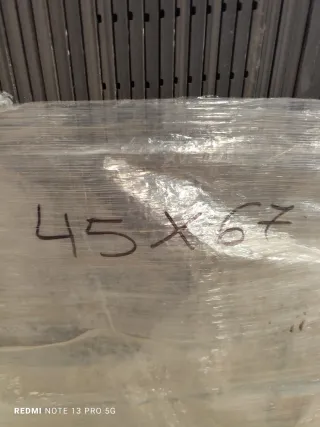 45 X 67
REDMI NOTE 13 PRO 5G